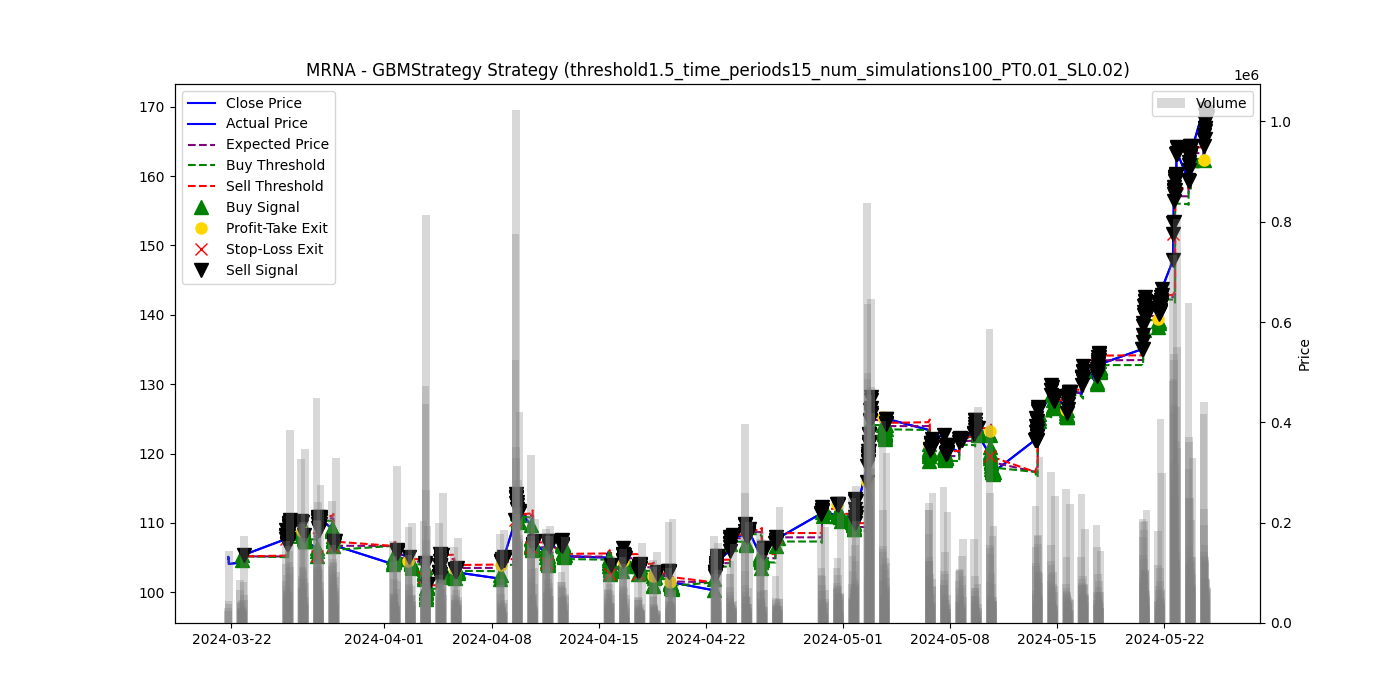 MRNA - GBMStrategy Strategy (threshold1.5_time_periods15_num_simulations100_PT0.01_SL0.02)
1e6
Close Price
Actual Price
Expected Price
Buy Threshold
Sell Threshold
Buy Signal
Profit-Take Exit
Stop-Loss Exit
Sell Signal
Volume
170
160
150
140
130
120
110
100
1.0
0.8
0.6
0.4
0.2
0.0
Price
2024-03-22
2024-04-01
2024-04-08
2024-04-15
2024-04-22
2024-05-01
2024-05-08
2024-05-15
2024-05-22